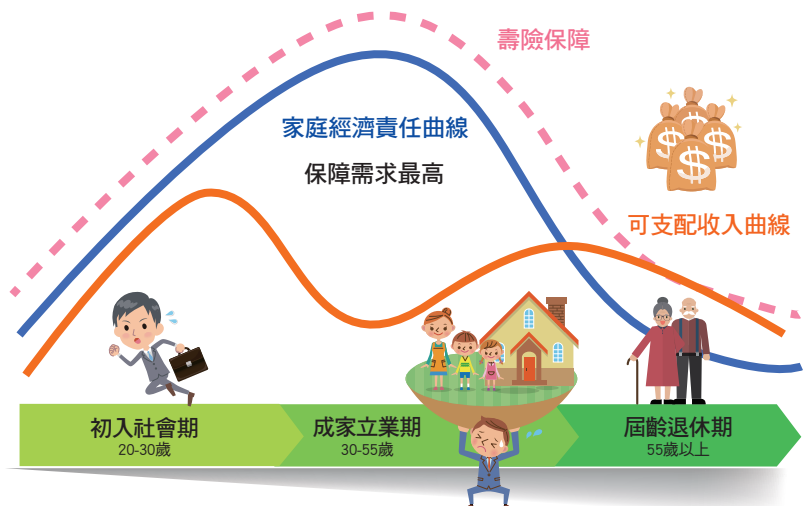 壽險保障
家庭經濟責任曲線
保障需求最高
可支配收入曲線
初入社會期
20-30歲
成家立業期
30-55歲
屆齡退休期
55歲以上